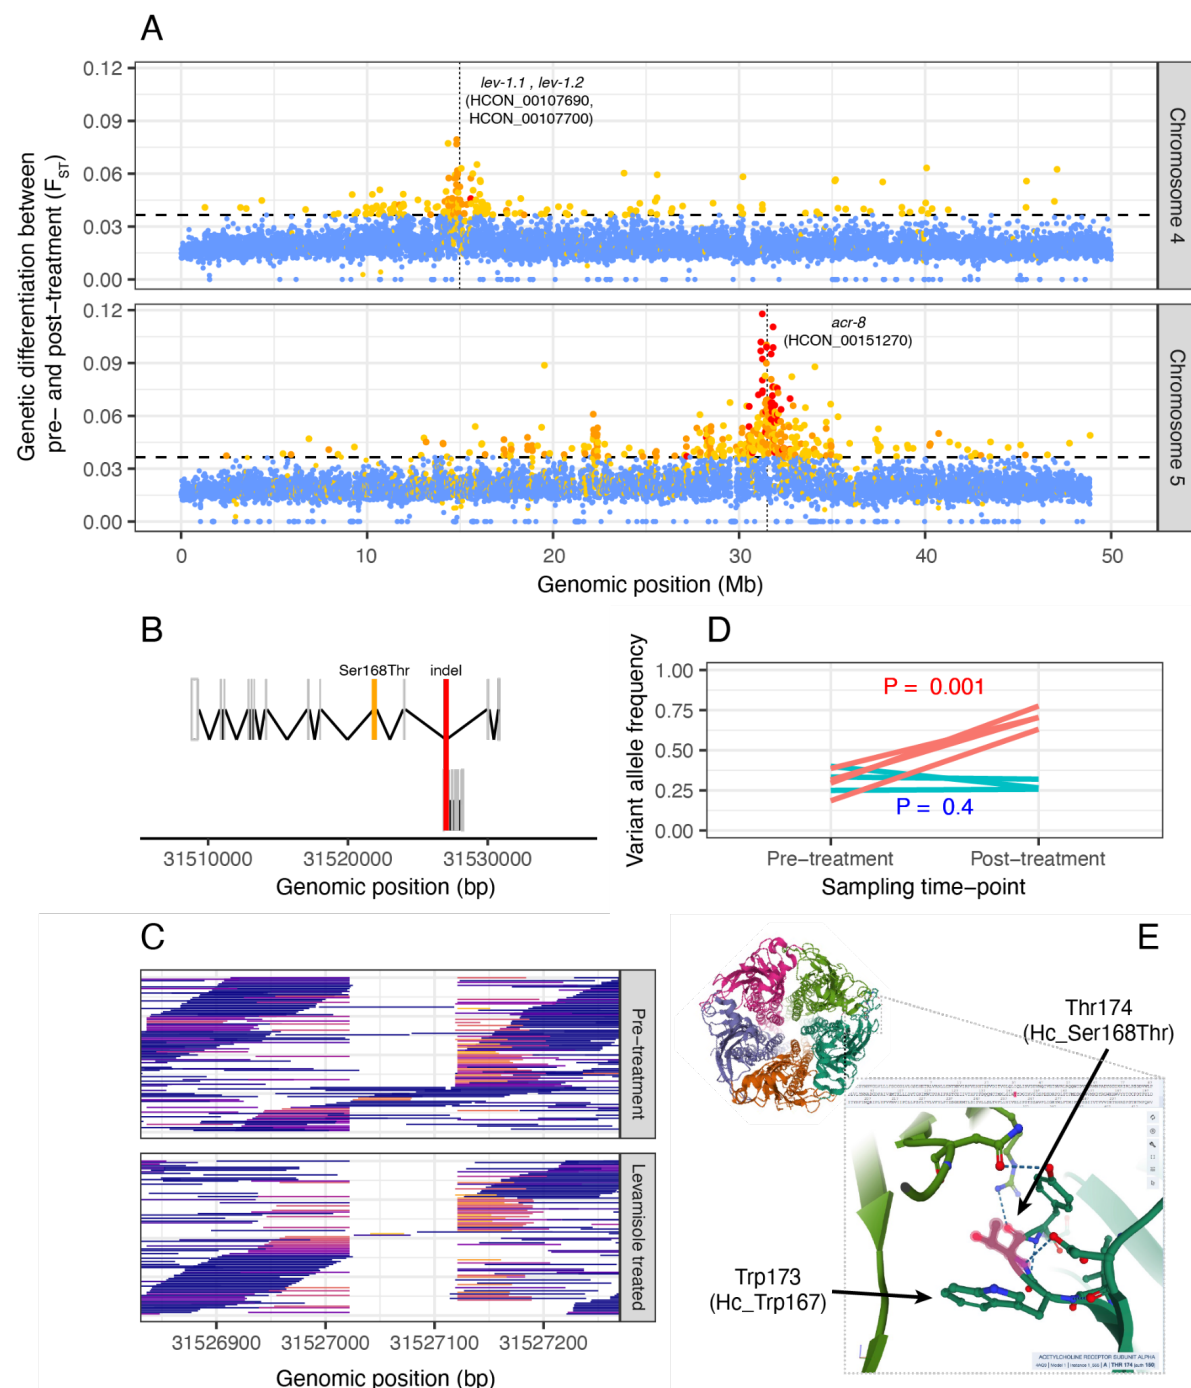 A
Genetic differentiation between
pre− and post−treatment (FST)
0.12
0.09
0.06
0.03
0.00
lev-1.1 , lev-1.2
(HCON_00107690,
HCON_00107700)
Chromosome 4
0.12
0.09
0.06
0.03
0.00
acr-8
(HCON_00151270)
Chromosome 5
0
10
20
30
40
50
Genomic position (Mb)
B
Ser168Thr
indel
31510000
31520000
31530000
Genomic position (bp)
D
Variant allele frequency
1.00
0.75
0.50
0.25
0.00
P = 0.001
P = 0.4
Pre−treatment
Post−treatment
Sampling time−point
C
Pre−treatment
Levamisole treated
31526900
31527000
31527100
31527200
Genomic position (bp)
E
Thr174
(Hc_Ser168Thr)
Trp173
(Hc_Trp167)
ACETYLCHOLINE RECEPTOR SUBUNIT ALPHA